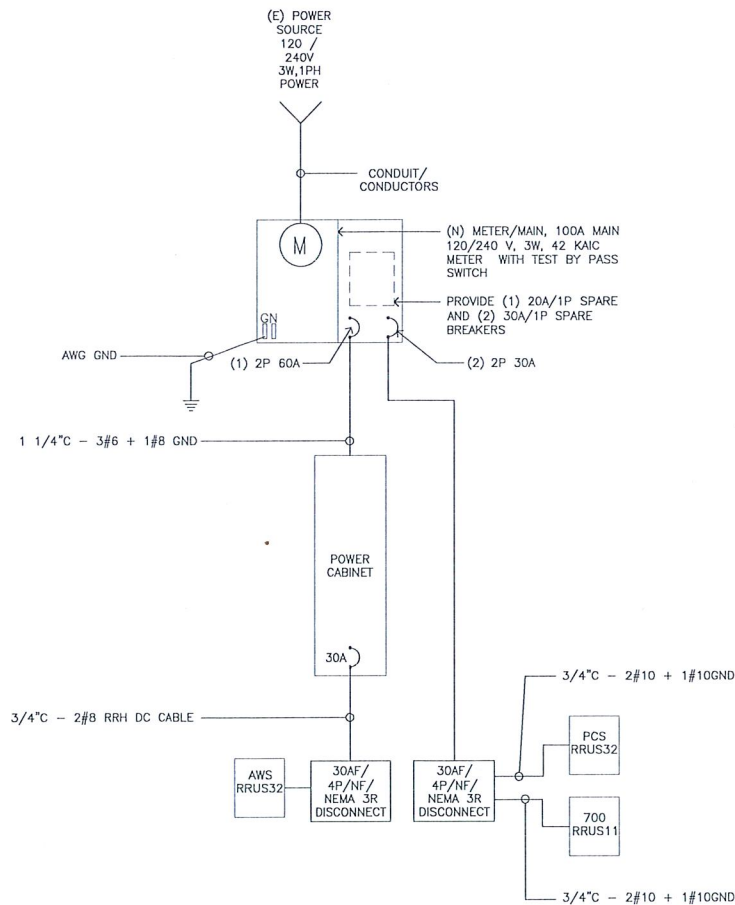 (E) POWER
SOURCE
120 /
240V
3W,1PH
POWER
CONDUIT/
CONDUCTORS
M
(N) METER/MAIN, 100A MAIN
120/240 V, 3W, 42 KAIC
METER WITH TEST BY PASS
SWITCH
PROVIDE (1) 20A/1P SPARE
AND (2) 30A/1P SPARE
BREAKERS
GN
AWG GND
(1) 2P 60A
(2) 2P 30A
1 1/4"C - 3#6 + 1#8 GND
POWER
CABINET
30A
3/4"C - 2#10 + 1#10GND
3/4"C - 2#8 RRH DC CABLE
PCS
RRUS32
AWS
RRUS32
30AF/
4P/NF/
NEMA 3R
DISCONNECT
30AF/
4P/NF/
NEMA 3R
DISCONNECT
700
RRUS11
3/4"C - 2#10 + 1#10GND